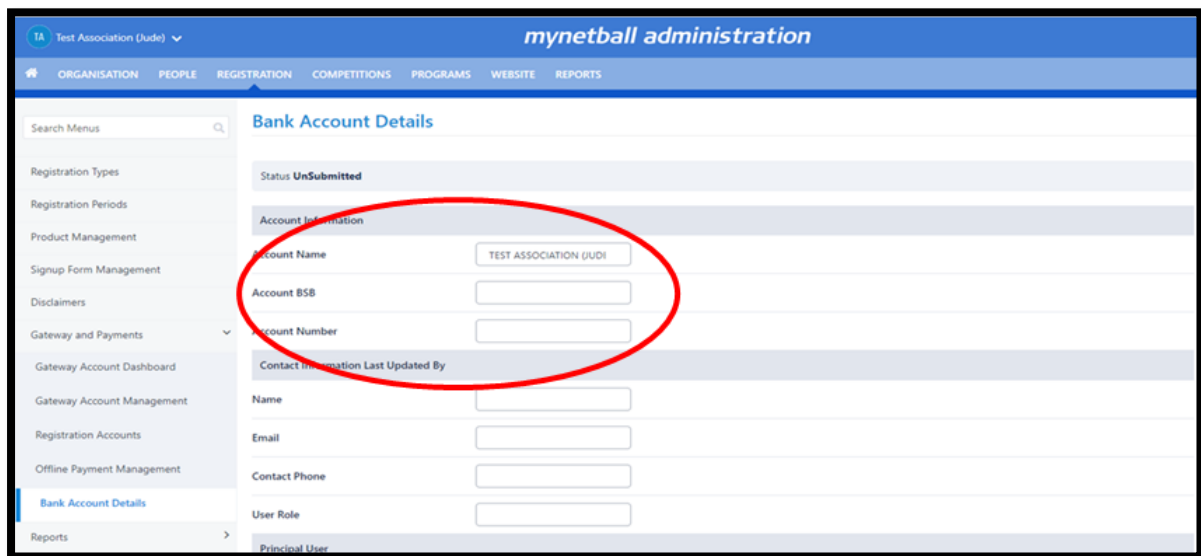 TA Test Association (Jude)
mynetball administration
ORGANISATION PEOPLE REGISTRATION COMPETITIONS PROGRAMS WEBSITE REPORTS
Search Menus
Registration Types
Registration Periods
Product Management
Signup Form Management
Disclaimers
Gateway and Payments
Gateway Account Dashboard
Gateway Account Management
Registration Accounts
Offline Payment Management
Bank Account Details
Reports
Bank Account Details
Status UnSubmitted
Account Information
Account Name TEST ASSOCIATION (JUDI
Account BSB
Account Number
Contact Information Last Updated By
Name
Email
Contact Phone
User Role
Principal User